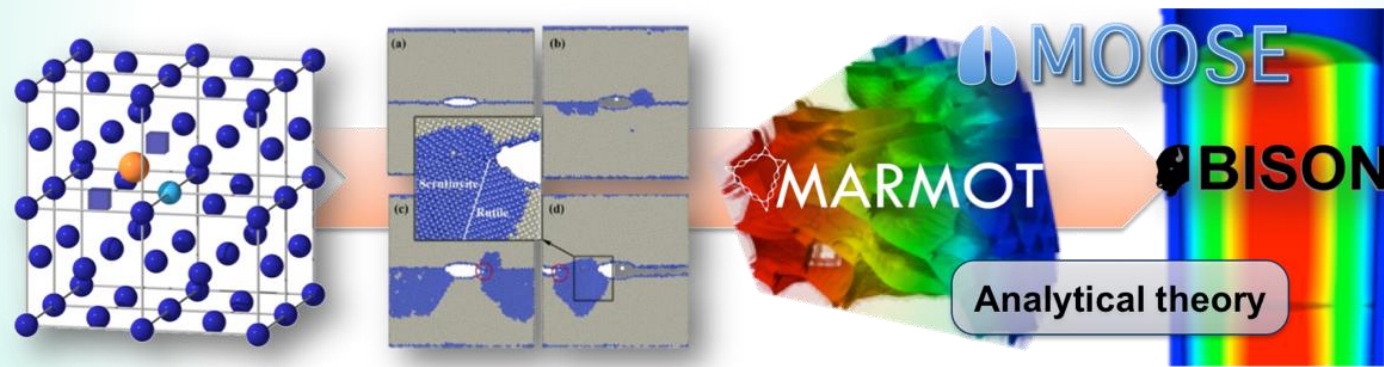 (a)
(b)
Scrutinyite
Rutile
(c)
(d)
MOOSE
MARMOT
BISON
Analytical theory